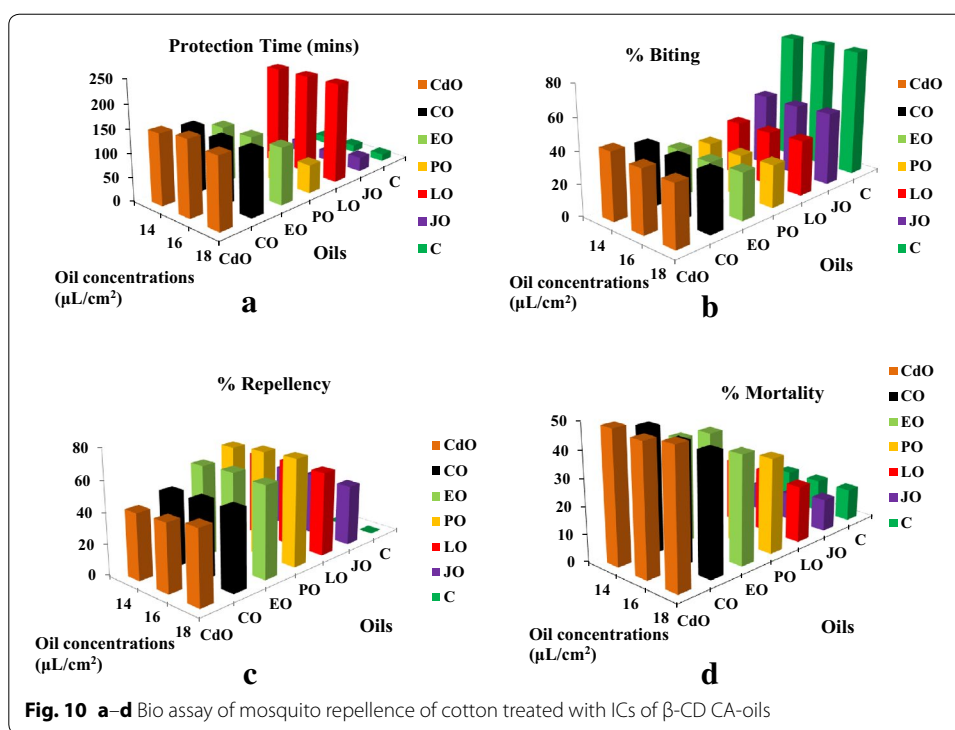 Protection Time (mins)
250
200
150
100
50
0
14
16
18
CdO
CO
EO
PO
LO
JO
C
Oil concentrations
(µL/cm²)
Oils
CdO
CO
EO
PO
LO
JO
C
a
% Biting
80
60
40
20
0
14
16
18
CdO
CO
EO
PO
LO
JO
C
Oil concentrations
(µL/cm²)
Oils
CdO
CO
EO
PO
LO
JO
C
b
% Repellency
80
60
40
20
0
14
16
18
CdO
CO
EO
PO
LO
JO
C
Oil concentrations
(µL/cm²)
Oils
CdO
CO
EO
PO
LO
JO
C
c
% Mortality
50
40
30
20
10
0
14
16
18
CdO
CO
EO
PO
LO
JO
C
Oil concentrations
(µL/cm²)
Oils
CdO
CO
EO
PO
LO
JO
C
d
Fig. 10 a–d Bio assay of mosquito repellence of cotton treated with ICs of β-CD CA-oils